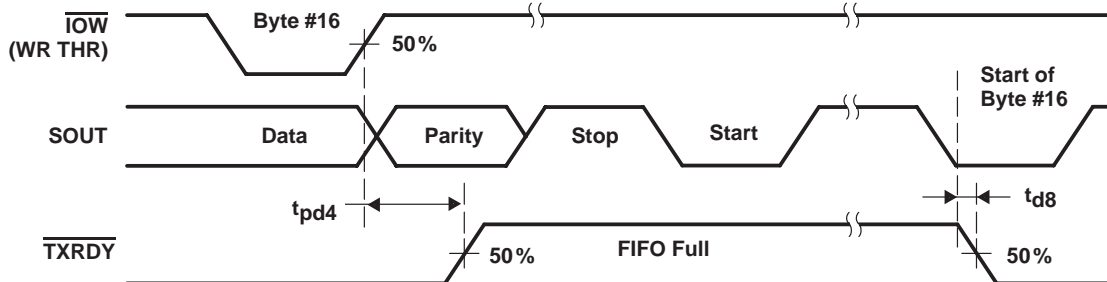 IOW
(WR THR)
Byte #16
50%
Start of
Byte #16
SOUT
Data
Parity
Stop
Start
tpd4
td8
TXRDY
50%
FIFO Full
50%